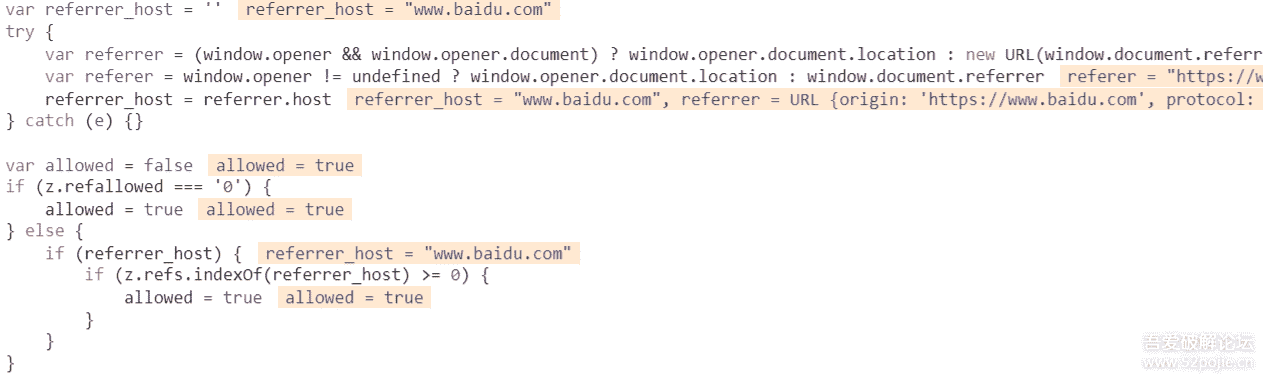 var referrer_host = '' referrer_host = "www.baidu.com"
try {
var referrer = (window.opener && window.opener.document) ? window.opener.document.location : new URL(window.document.referr
var referer = window.opener != undefined ? window.opener.document.location : window.document.referrer referer = "https://w
referrer_host = referrer.host referrer_host = "www.baidu.com", referrer = URL {origin: 'https://www.baidu.com', protocol:
} catch (e) {}
var allowed = false allowed = true
if (z.refallowed === '0') {
allowed = true allowed = true
} else {
if (referrer_host) { referrer_host = "www.baidu.com"
if (z.refs.indexOf(referrer_host) >= 0) {
allowed = true allowed = true
}
}
}
吾爱破解论坛
www.52pojie.cn